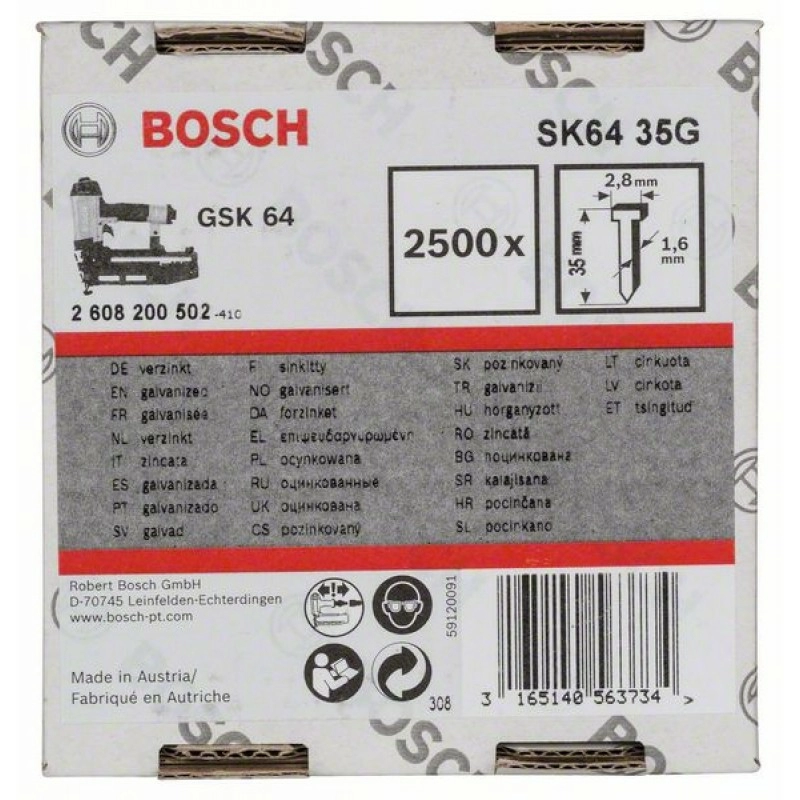 BOSCH
SK64 35G
GSK 64
2500 x
2,8mm
35 mm
1,6 mm
2 608 200 502 -41C
DE verzinkt
EN galvanized
FR galvanisée
NL verzinkt
IT zincata
ES galvanizada
PT galvanizado
SV galvad
F sinkitty
NO galvanisert
DA forzinket
EL επιψευδαργυρωμένη
PL ocynkowana
RU оцинкованные
UK оцинкована
CS pozinkovaný
SK pozinkovaný
TR galvanizli
HU horganyzott
RO zincată
BG поцинкована
SR kalajisana
HR pocinčana
SL pocinkano
LT cinkuota
LV cinkota
ET tsingitud
Robert Bosch GmbH
D-70745 Leinfelden-Echterdingen
www.bosch-pt.com
Made in Austria/
Fabriqué en Autriche
59120091
308
3 165140 563734 >
BOSCH